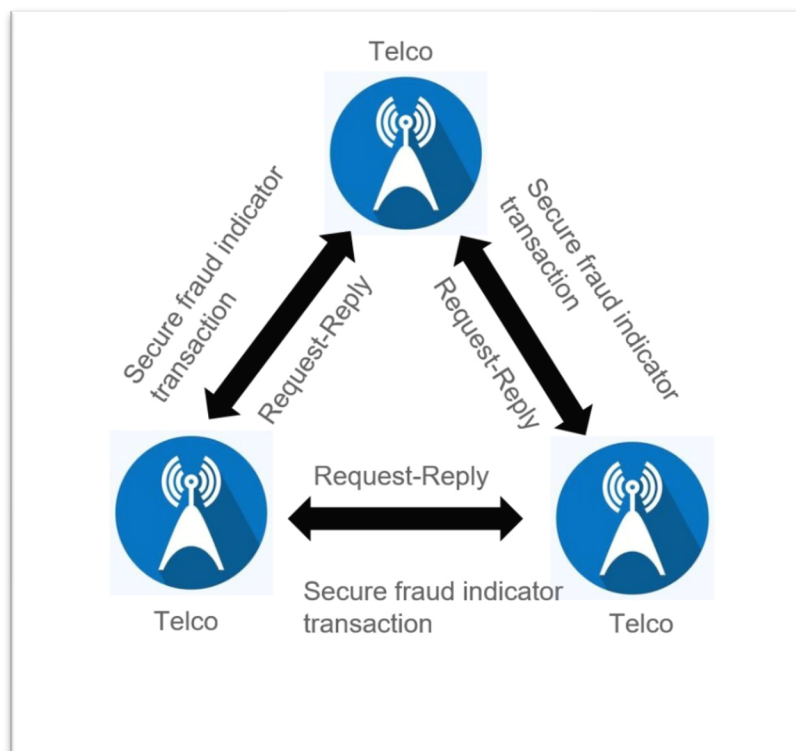 Telco
Secure fraud indicator
transaction
Request-Reply
Secure fraud indicator
transaction
Request-Reply
Request-Reply
Secure fraud indicator
transaction
Telco
Telco